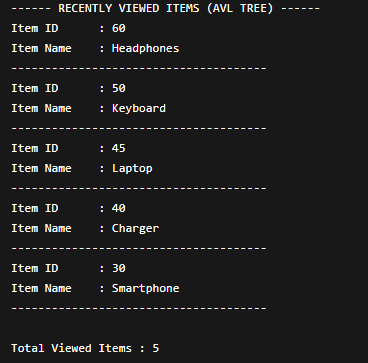 ------ RECENTLY VIEWED ITEMS (AVL TREE) ------
Item ID      : 60
Item Name    : Headphones
--------------------------------------
Item ID      : 50
Item Name    : Keyboard
--------------------------------------
Item ID      : 45
Item Name    : Laptop
--------------------------------------
Item ID      : 40
Item Name    : Charger
--------------------------------------
Item ID      : 30
Item Name    : Smartphone
--------------------------------------
Total Viewed Items : 5